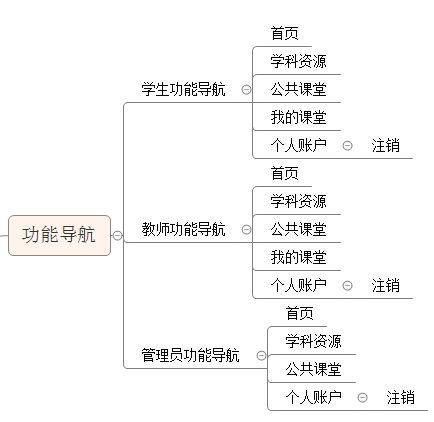 功能导航
学生功能导航
首页
学科资源
公共课堂
我的课堂
个人账户
注销
教师功能导航
首页
学科资源
公共课堂
我的课堂
个人账户
注销
管理员功能导航
首页
学科资源
公共课堂
个人账户
注销